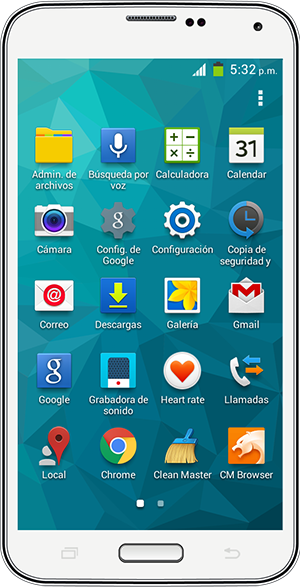 5:32 p.m.
Admin. de archivos
Búsqueda por voz
+ − × ÷
Calculadora
31
Calendar
Cámara
g
Config. de Google
Configuración
Copia de seguridad y
@
Correo
Descargas
Galería
M
Gmail
g
Google
Grabadora de sonido
Heart rate
Llamadas
Local
Chrome
Clean Master
CM Browser